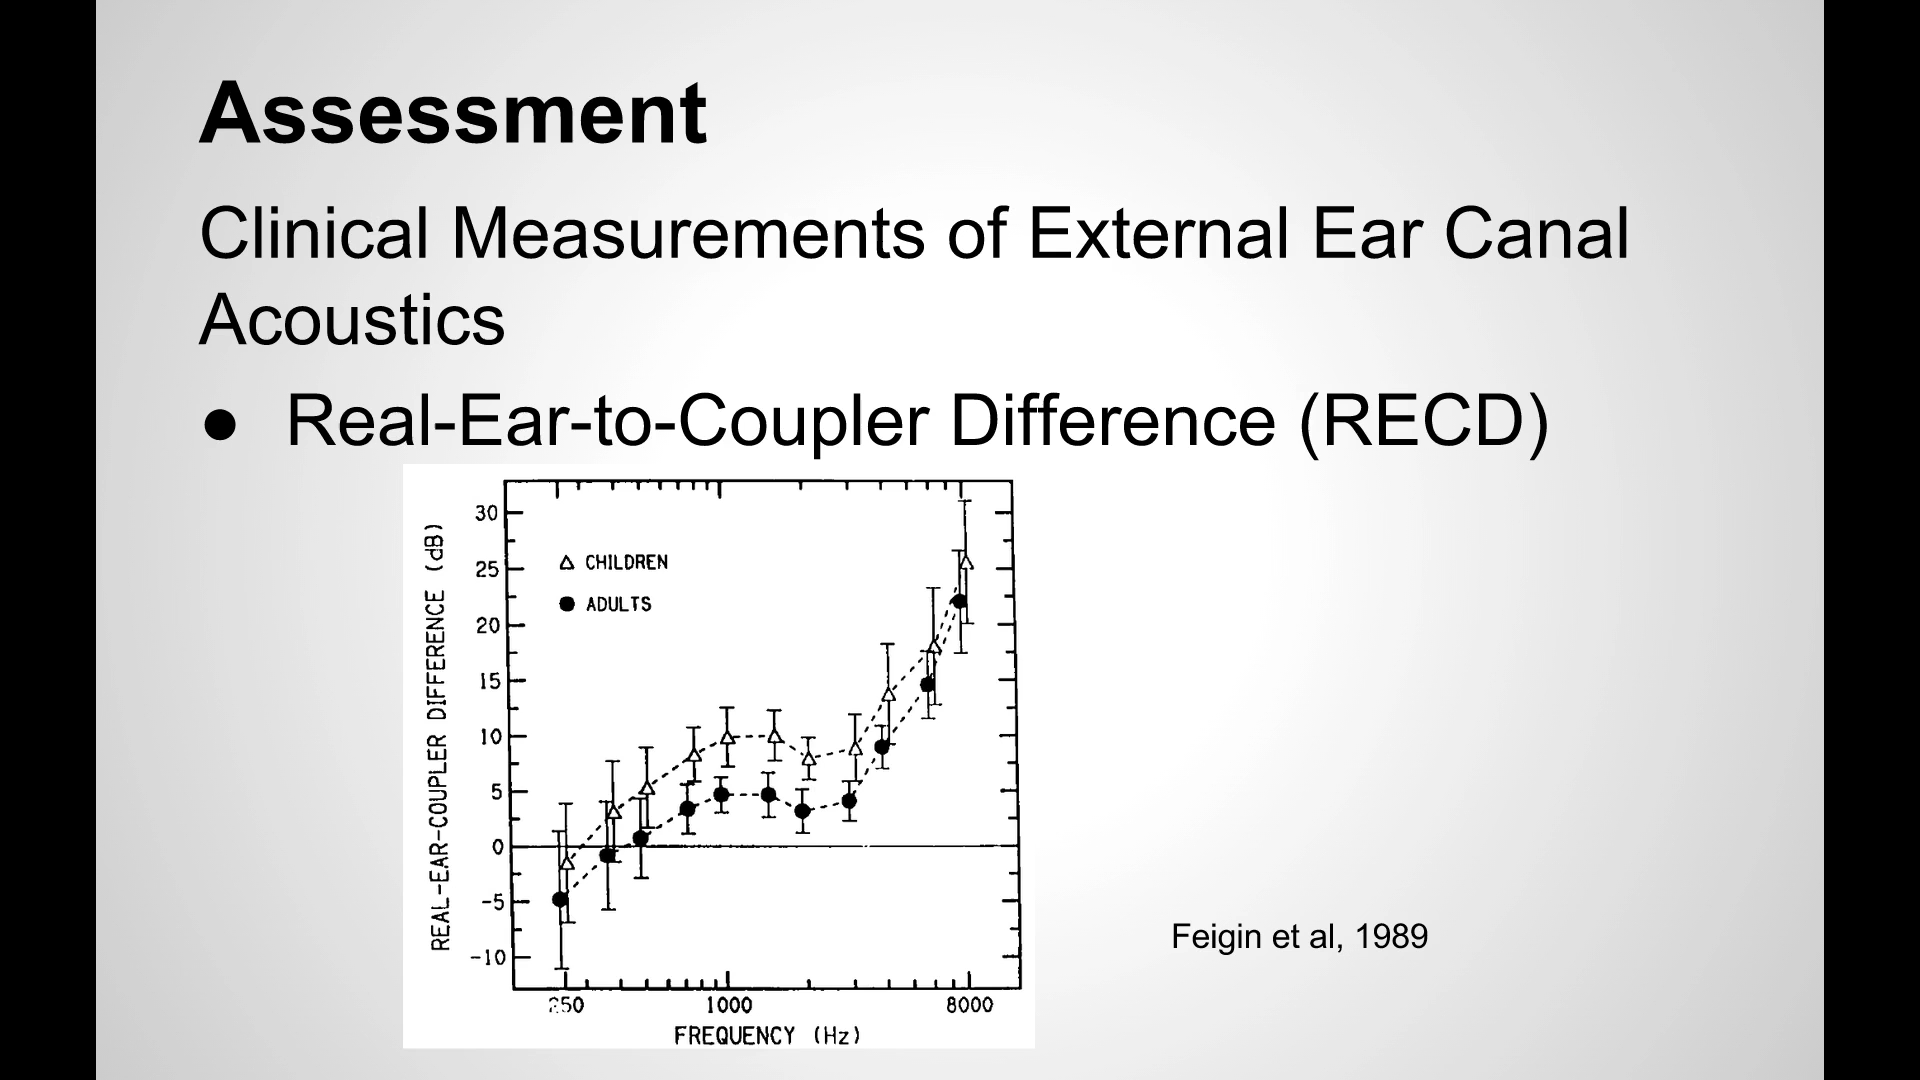 Assessment
Clinical Measurements of External Ear Canal
Acoustics
● Real-Ear-to-Coupler Difference (RECD)
REAL-EAR-COUPLER DIFFERENCE (dB)
30
25
20
15
10
5
0
-5
-10
△ CHILDREN
● ADULTS
250 1000 8000
FREQUENCY (Hz)
Feigin et al, 1989